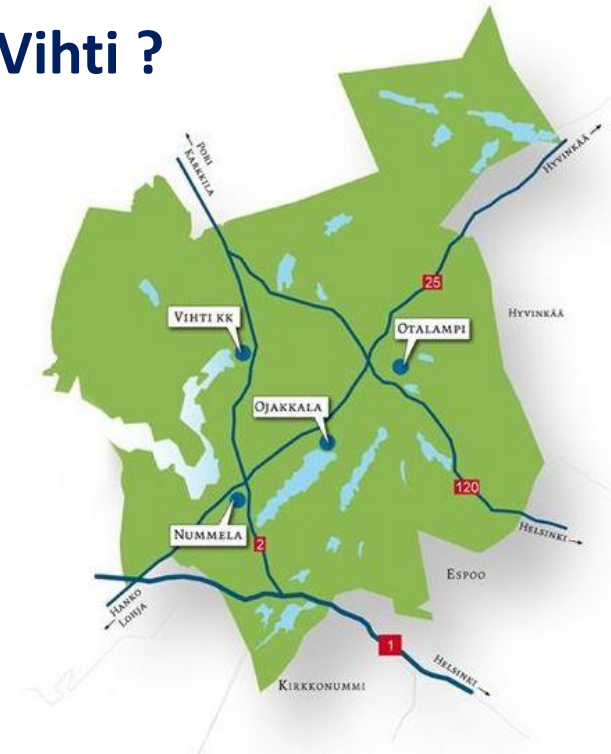 Vihti ?
PORI
KARKKILA
HYVINKÄÄ
25
HYVINKÄÄ
VIHTI KK
OTALAMPI
OJAKKALA
120
NUMMELA
2
HELSINKI
ESPOO
HANKO
LOHJA
1
HELSINKI
KIRKKONUMMI